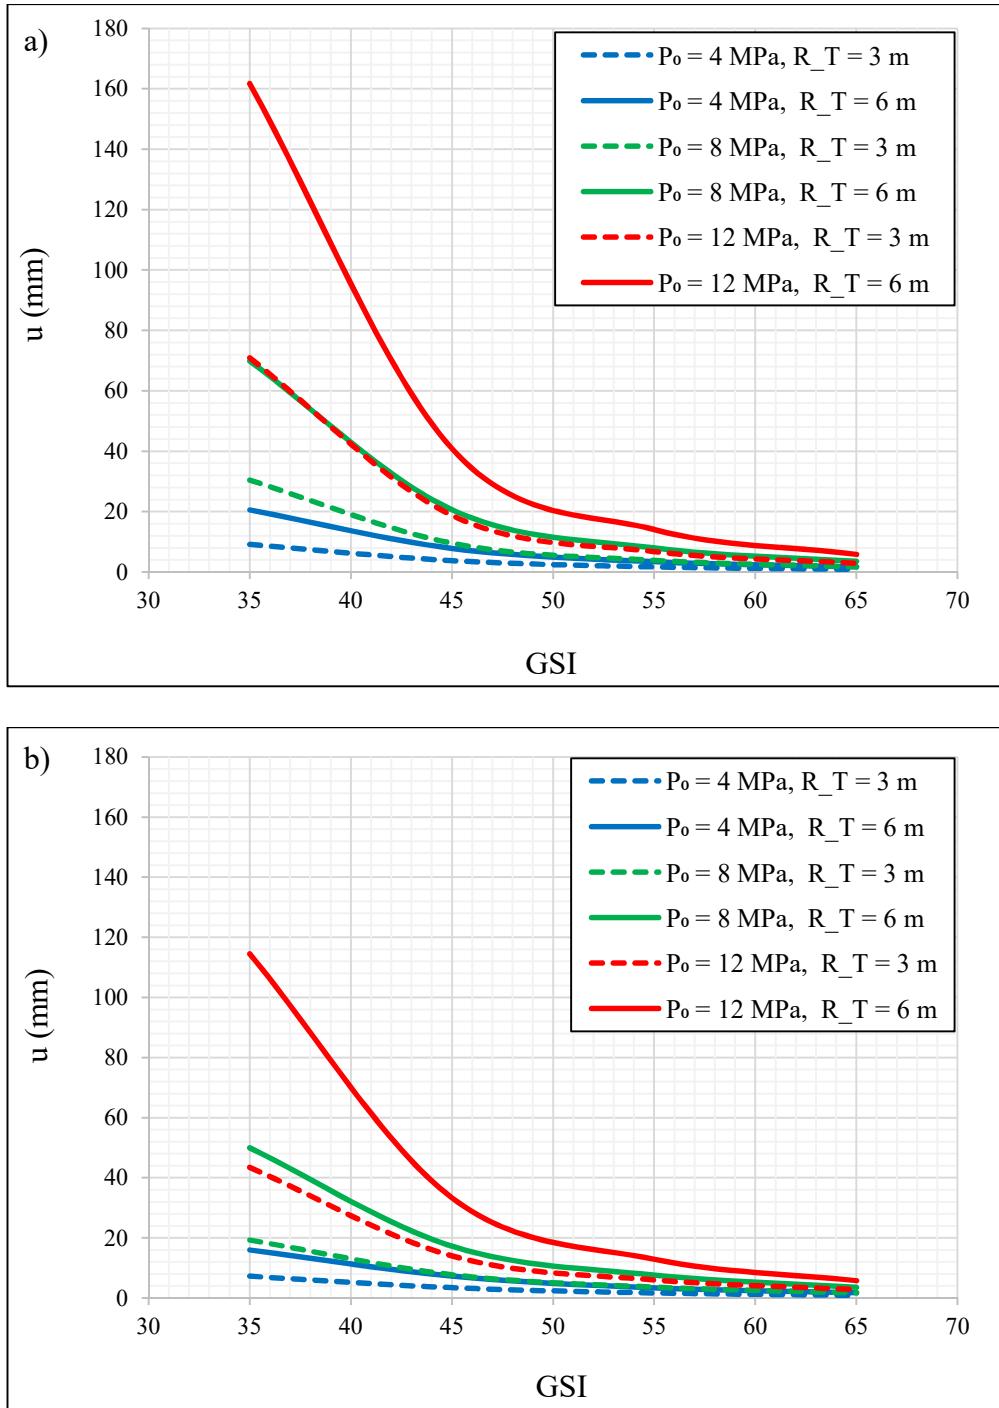 a)
180
160
140
120
100
80
60
40
20
0
u (mm)
30 35 40 45 50 55 60 65 70
GSI
P₀ = 4 MPa, R_T = 3 m
P₀ = 4 MPa, R_T = 6 m
P₀ = 8 MPa, R_T = 3 m
P₀ = 8 MPa, R_T = 6 m
P₀ = 12 MPa, R_T = 3 m
P₀ = 12 MPa, R_T = 6 m
b)
180
160
140
120
100
80
60
40
20
0
u (mm)
30 35 40 45 50 55 60 65 70
GSI
P₀ = 4 MPa, R_T = 3 m
P₀ = 4 MPa, R_T = 6 m
P₀ = 8 MPa, R_T = 3 m
P₀ = 8 MPa, R_T = 6 m
P₀ = 12 MPa, R_T = 3 m
P₀ = 12 MPa, R_T = 6 m